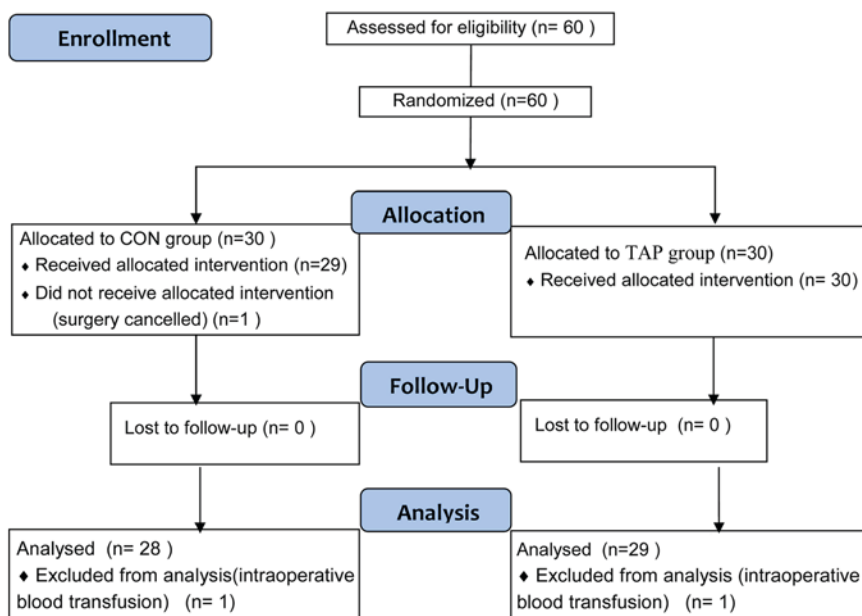 Enrollment
Assessed for eligibility (n= 60 )
Randomized (n=60 )
Allocation
Allocated to CON group (n=30 )
♦ Received allocated intervention (n=29)
♦ Did not receive allocated intervention
(surgery cancelled) (n=1 )
Allocated to TAP group (n=30)
♦ Received allocated intervention (n= 30)
Follow-Up
Lost to follow-up (n= 0 )
Lost to follow-up (n= 0 )
Analysis
Analysed (n= 28 )
♦ Excluded from analysis(intraoperative
blood transfusion) (n= 1)
Analysed (n=29 )
♦ Excluded from analysis (intraoperative
blood transfusion) (n= 1)